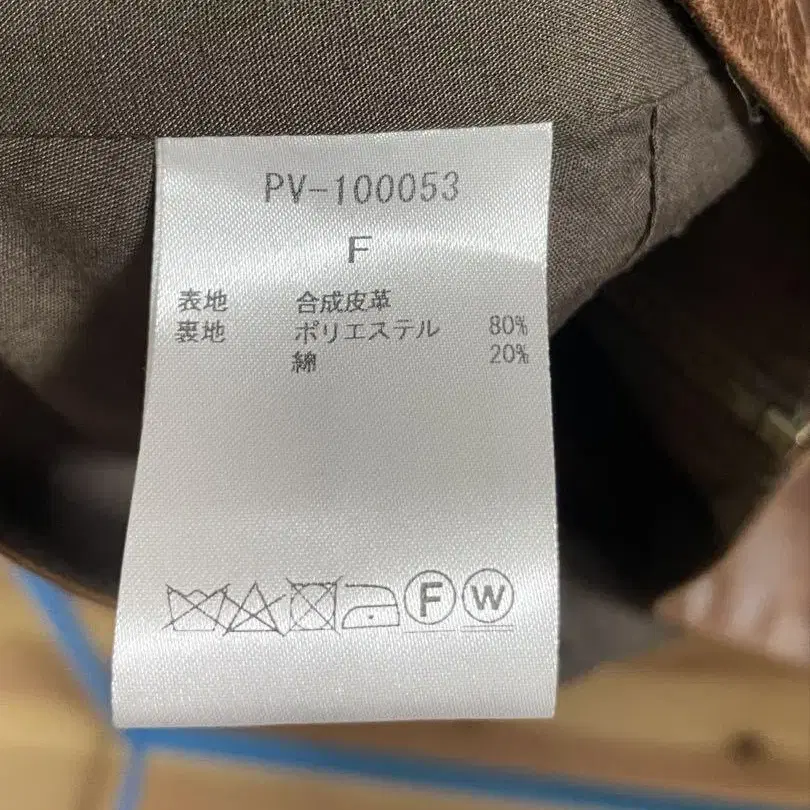 PV-100053
F
表地 合成皮革
裏地 ポリエステル 80%
綿 20%
F W